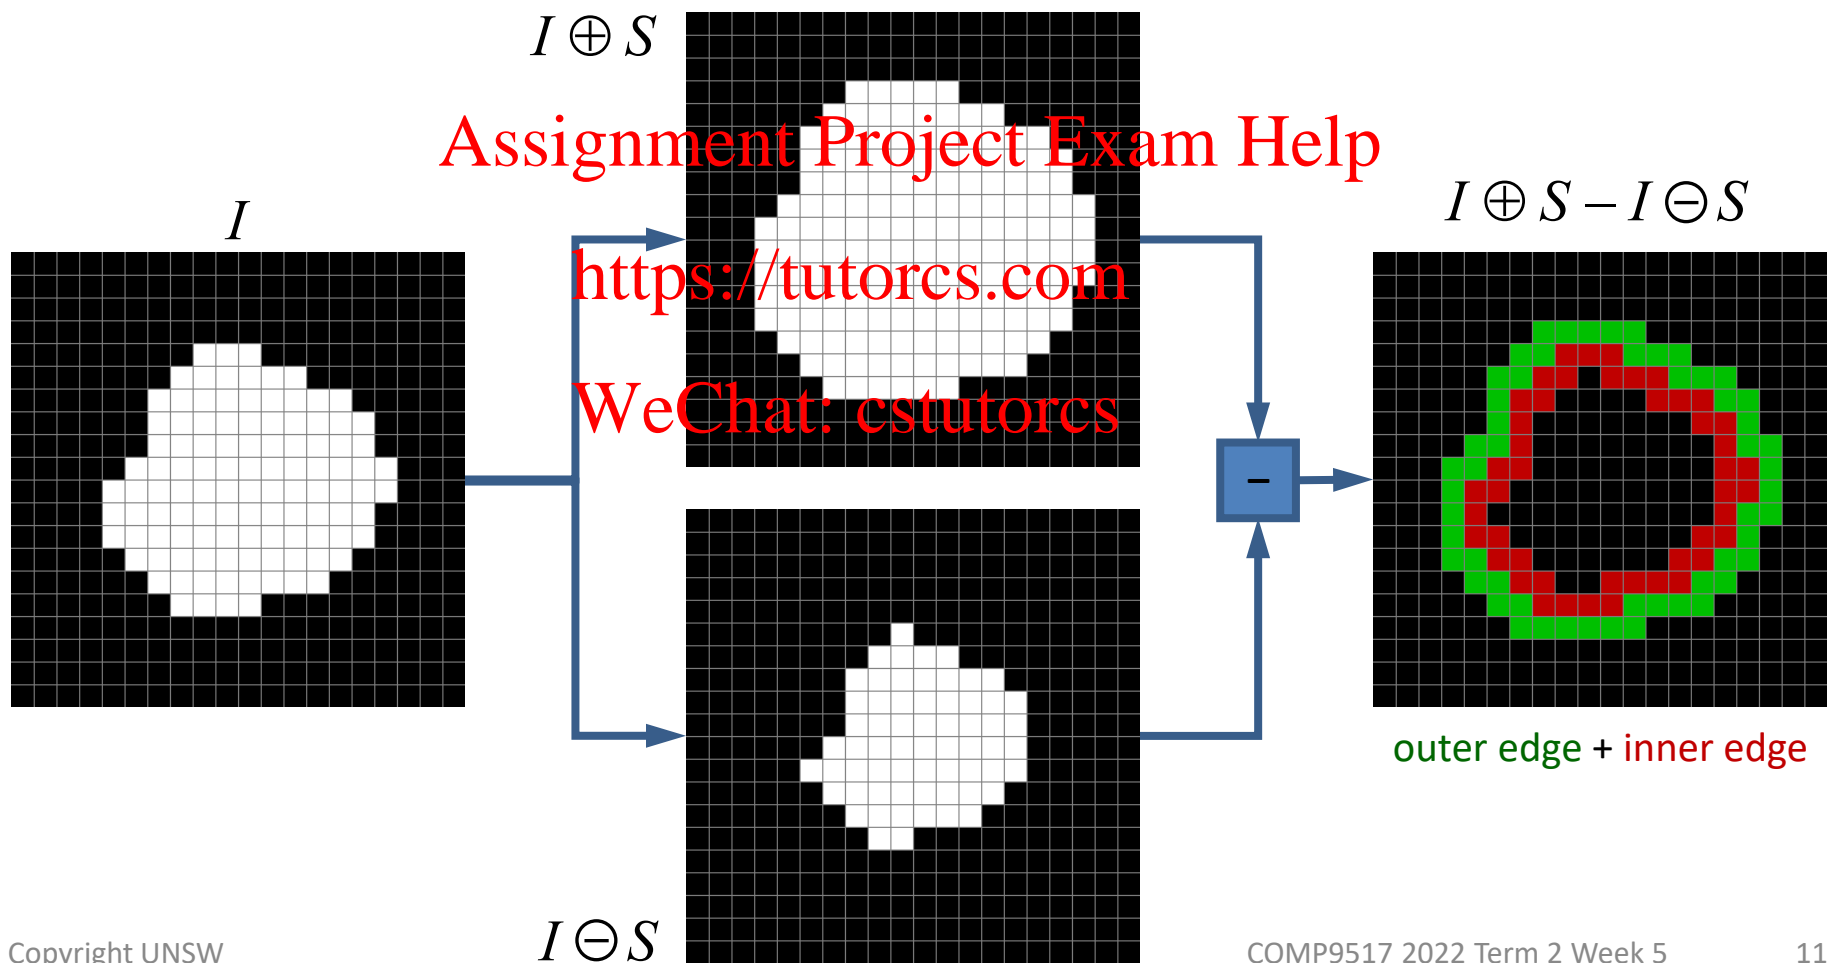 I ⊕ S
Assignment Project Exam Help
I
I ⊕ S – I ⊖ S
https://tutorcs.com
WeChat: cstutorcs
–
outer edge + inner edge
I ⊖ S
Copyright UNSW
COMP9517 2022 Term 2 Week 5
11